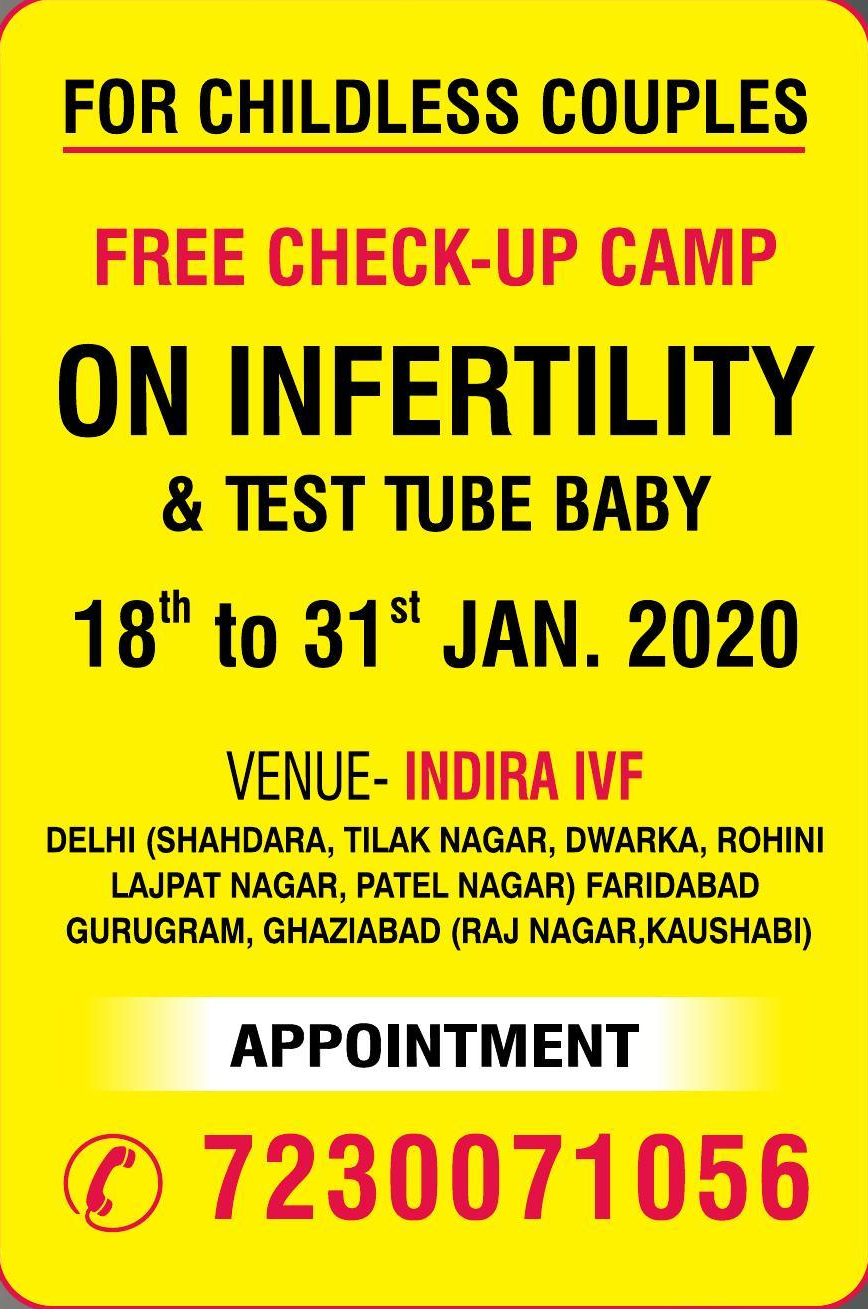 FOR CHILDLESS COUPLES
FREE CHECK-UP CAMP
ON INFERTILITY
& TEST TUBE BABY
18th to 31st JAN. 2020
VENUE- INDIRA IVF
DELHI (SHAHDARA, TILAK NAGAR, DWARKA, ROHINI
LAJPAT NAGAR, PATEL NAGAR) FARIDABAD
GURUGRAM, GHAZIABAD (RAJ NAGAR,KAUSHABI)
APPOINTMENT
7230071056